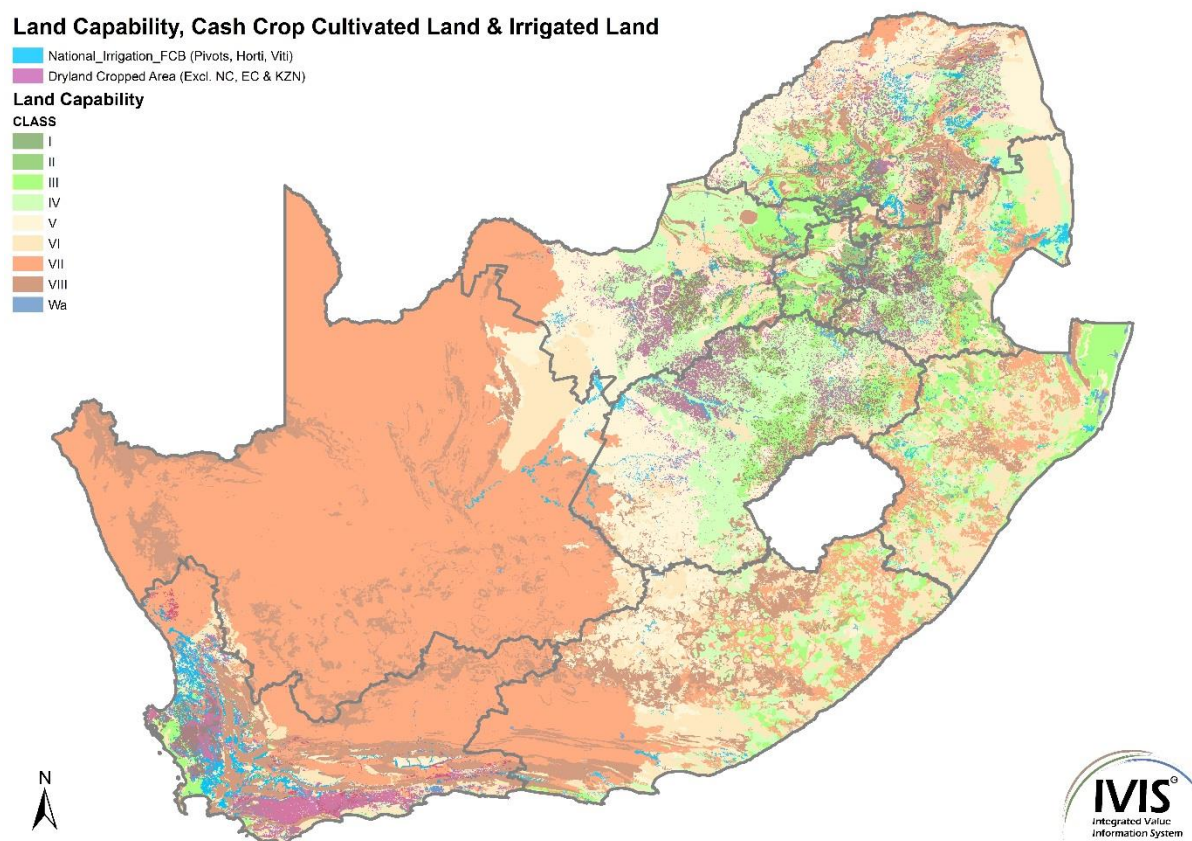 Land Capability, Cash Crop Cultivated Land & Irrigated Land
National_Irrigation_FCB (Pivots, Horti, Viti)
Dryland Cropped Area (Excl. NC, EC & KZN)
Land Capability
CLASS
I
II
III
IV
V
VI
VII
VIII
Wa
N
IVIS G
Integrated Value
Information System